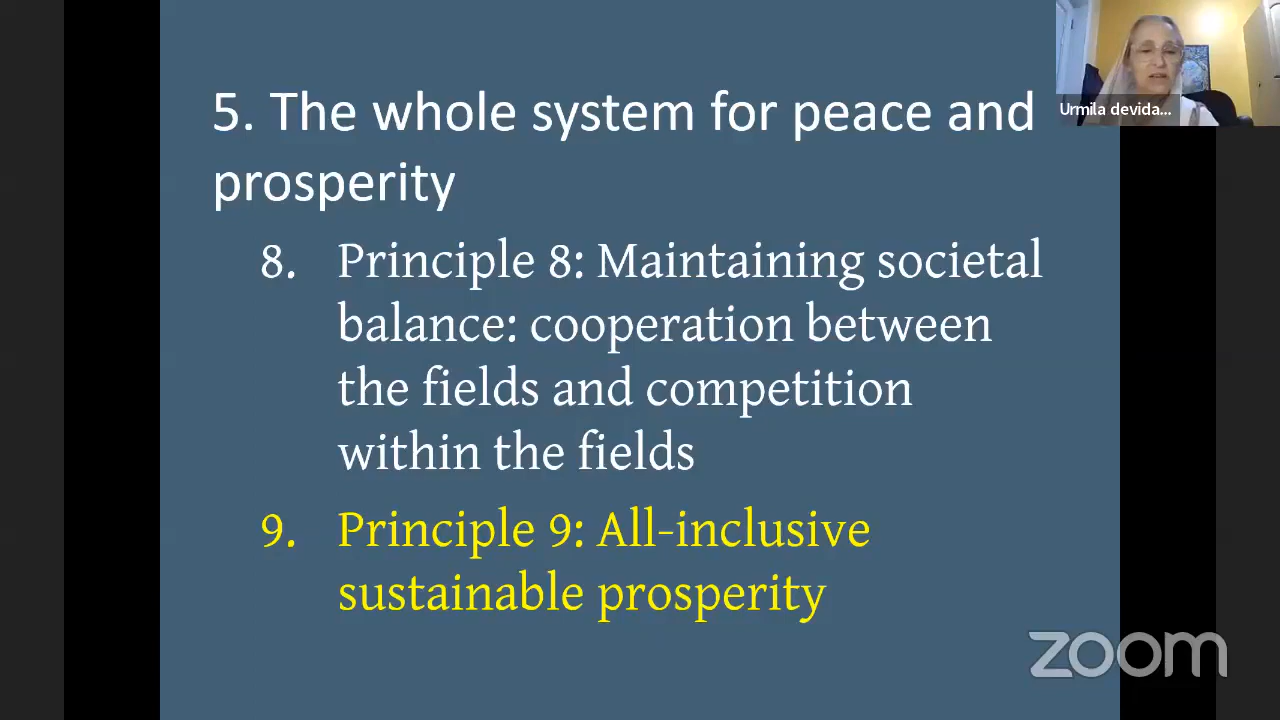 5. The whole system for peace and
prosperity
8. Principle 8: Maintaining societal
balance: cooperation between
the fields and competition
within the fields
9. Principle 9: All-inclusive
sustainable prosperity
Urmila devida...
zoom